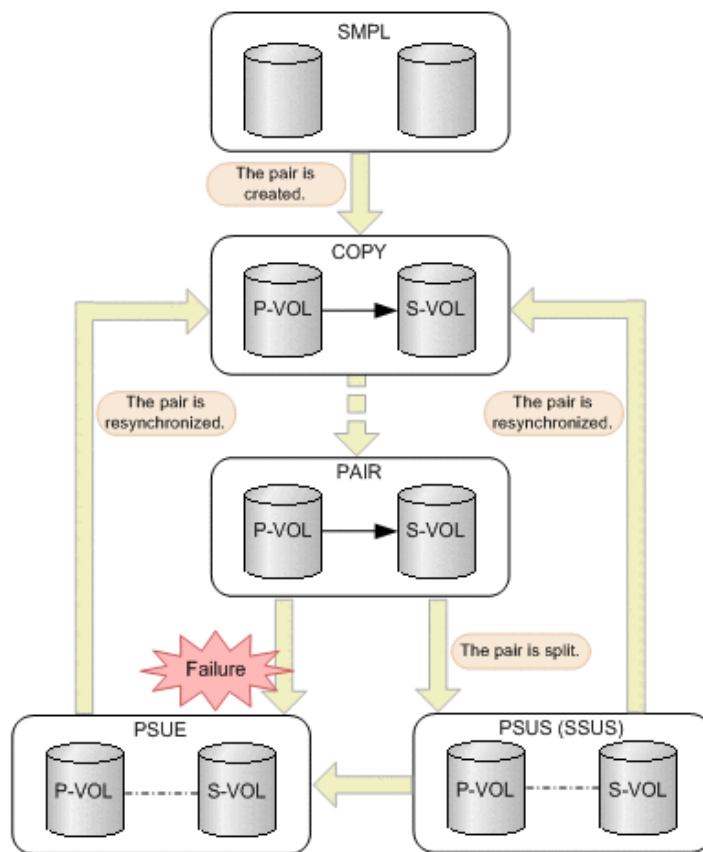 SMPL
The pair is
created.
COPY
P-VOL
S-VOL
The pair is
resynchronized.
The pair is
resynchronized.
PAIR
P-VOL
S-VOL
Failure
The pair is split.
PSUE
P-VOL
S-VOL
PSUS (SSUS)
P-VOL
S-VOL